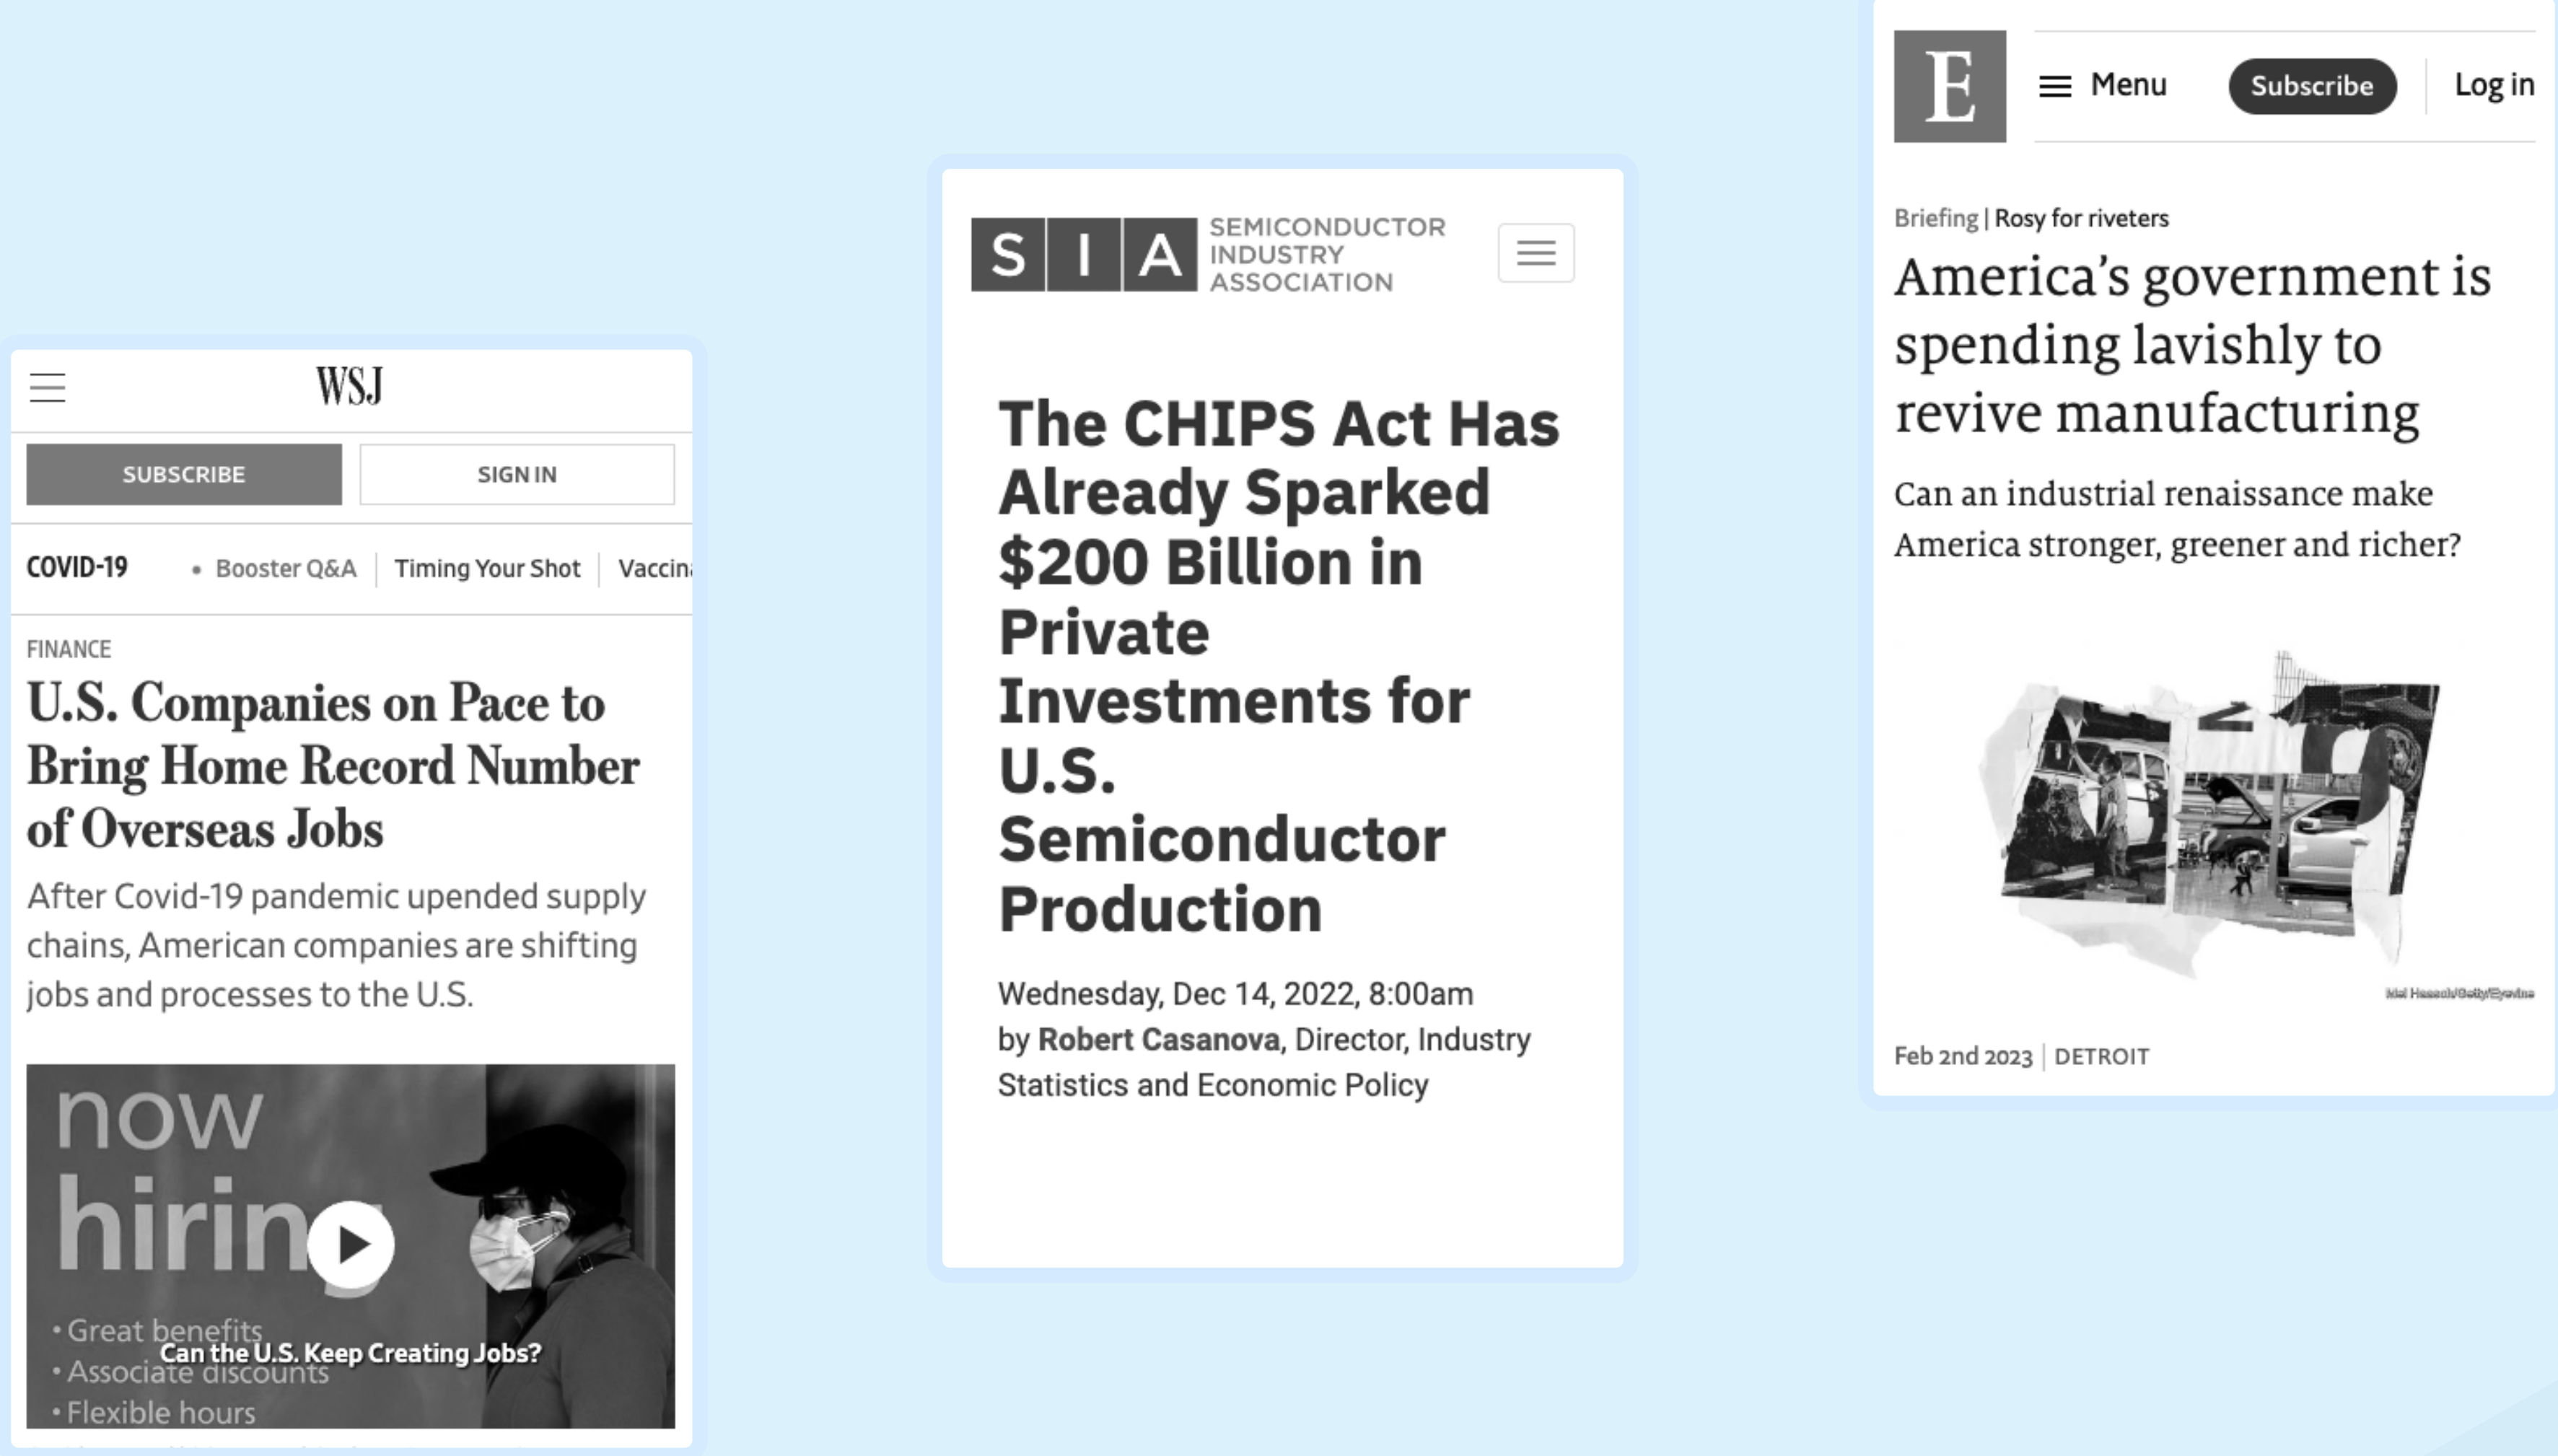 WSJ
SUBSCRIBE
SIGN IN
COVID-19
• Booster Q&A
Timing Your Shot
FINANCE
U.S. Companies on Pace to
Bring Home Record Number
of Overseas Jobs
After Covid-19 pandemic upended supply
chains, American companies are shifting
jobs and processes to the U.S.
now
hiring
• Great benefits
Can the U.S. Keep Creating Jobs?
• Associate discounts
• Flexible hours
SIA
SEMICONDUCTOR
INDUSTRY
ASSOCIATION
The CHIPS Act Has
Already Sparked
$200 Billion in
Private
Investments for
U.S.
Semiconductor
Production
Wednesday, Dec 14, 2022, 8:00am
by Robert Casanova, Director, Industry
Statistics and Economic Policy
E
Menu
Subscribe
Log in
Briefing | Rosy for riveters
America's government is
spending lavishly to
revive manufacturing
Can an industrial renaissance make
America stronger, greener and richer?
Feb 2nd 2023 | DETROIT